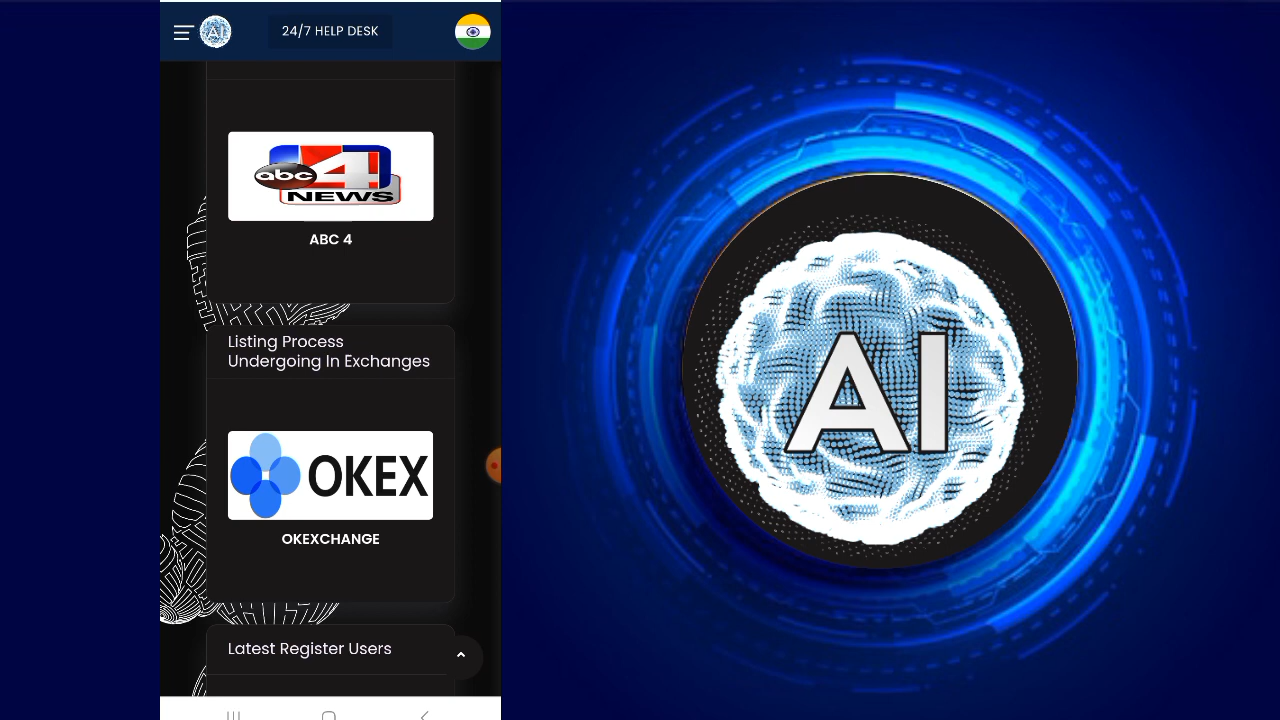 AI
24/7 HELP DESK
abc 4
NEWS
ABC 4
Listing Process
Undergoing In Exchanges
OKEX
OKEXCHANGE
Latest Register Users
AI